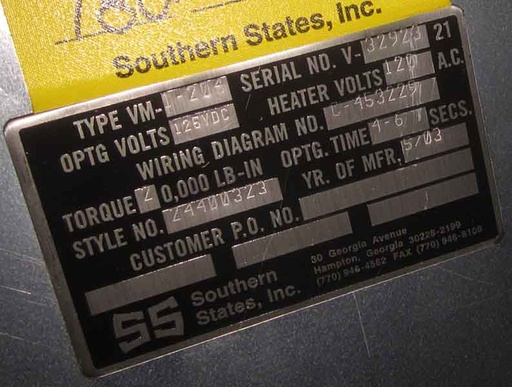 180
Southern States, Inc.
TYPE VM-1-204 SERIAL NO. V-32923 21
OPTG VOLTS 125VDC HEATER VOLTS 120 A.C.
WIRING DIAGRAM NO. C-453229
TORQUE 20,000 LB-IN OPTG. TIME 4-6 SECS.
STYLE NO. Z4400323 YR. OF MFR. 5/03
CUSTOMER P.O. NO.
SS Southern States, Inc.
30 Georgia Avenue
Hampton, Georgia 30228-2199
(770) 946-4562 FAX (770) 946-8106